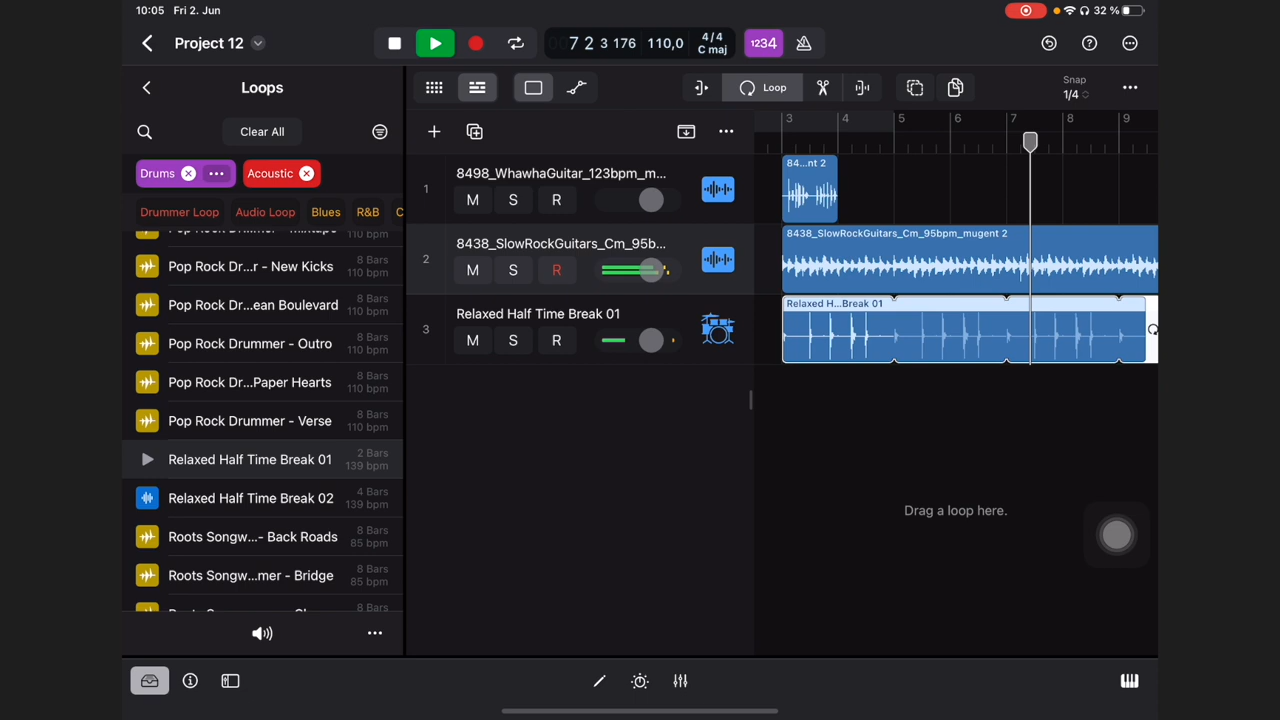 10:05 Fri 2. Jun
32 %
Project 12
7 2 3 176 110,0 4/4 C maj
1234
Loops
Loop
Snap
1/4
Clear All
3 4 5 6 7 8 9
Drums
Acoustic
Drummer Loop Audio Loop Blues R&B C
110 bpm
Pop Rock Dr...r - New Kicks 8 Bars 110 bpm
Pop Rock Dr...ean Boulevard 8 Bars 110 bpm
Pop Rock Drummer - Outro 8 Bars 110 bpm
Pop Rock Dr...Paper Hearts 8 Bars 110 bpm
Pop Rock Drummer - Verse 8 Bars 110 bpm
Relaxed Half Time Break 01 2 Bars 139 bpm
Relaxed Half Time Break 02 4 Bars 139 bpm
Roots Songw...- Back Roads 8 Bars 85 bpm
Roots Songw...mer - Bridge 8 Bars 85 bpm
8 Bars
1 8498_WhawhaGuitar_123bpm_m...
M S R
84...nt 2
2 8438_SlowRockGuitars_Cm_95b...
M S R
8438_SlowRockGuitars_Cm_95bpm_mugent 2
3 Relaxed Half Time Break 01
M S R
Relaxed H...Break 01
Drag a loop here.